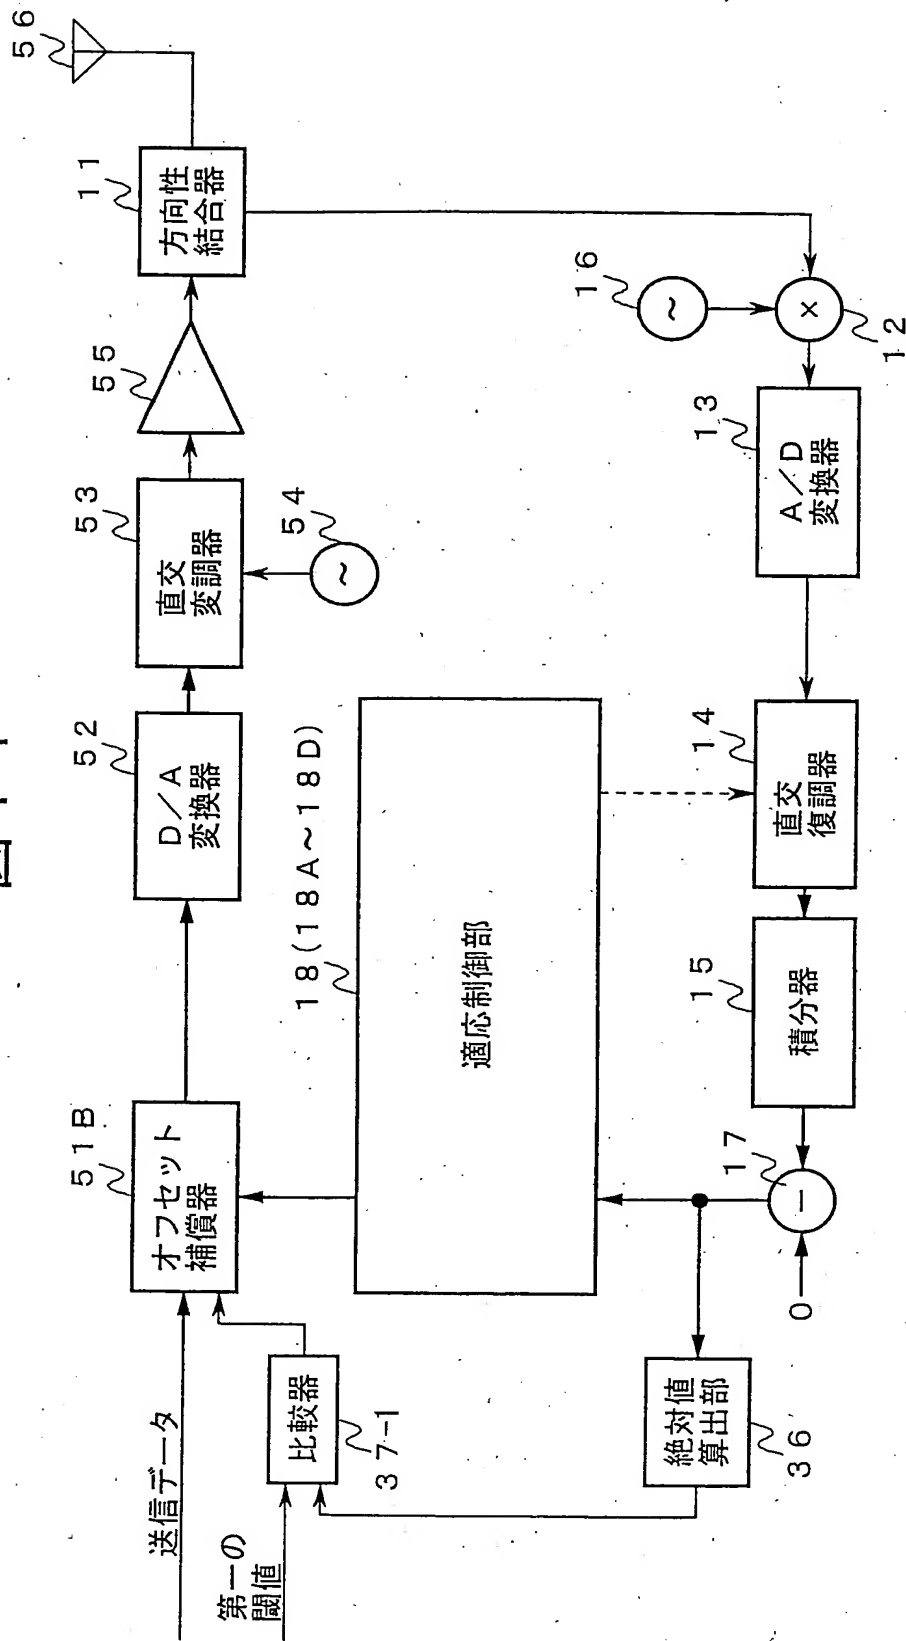 送信データ
第一の
閾値
51B
オフセット
補償器
52
D/A
変換器
53
直交
変調器
54
~
55
11
方向性
結合器
56
比較器
37-1
18(18A~18D)
適応制御部
16
~
×
12
13
A/D
変換器
14
直交
復調器
15
積分器
17
−
0
絶対値
算出部
36